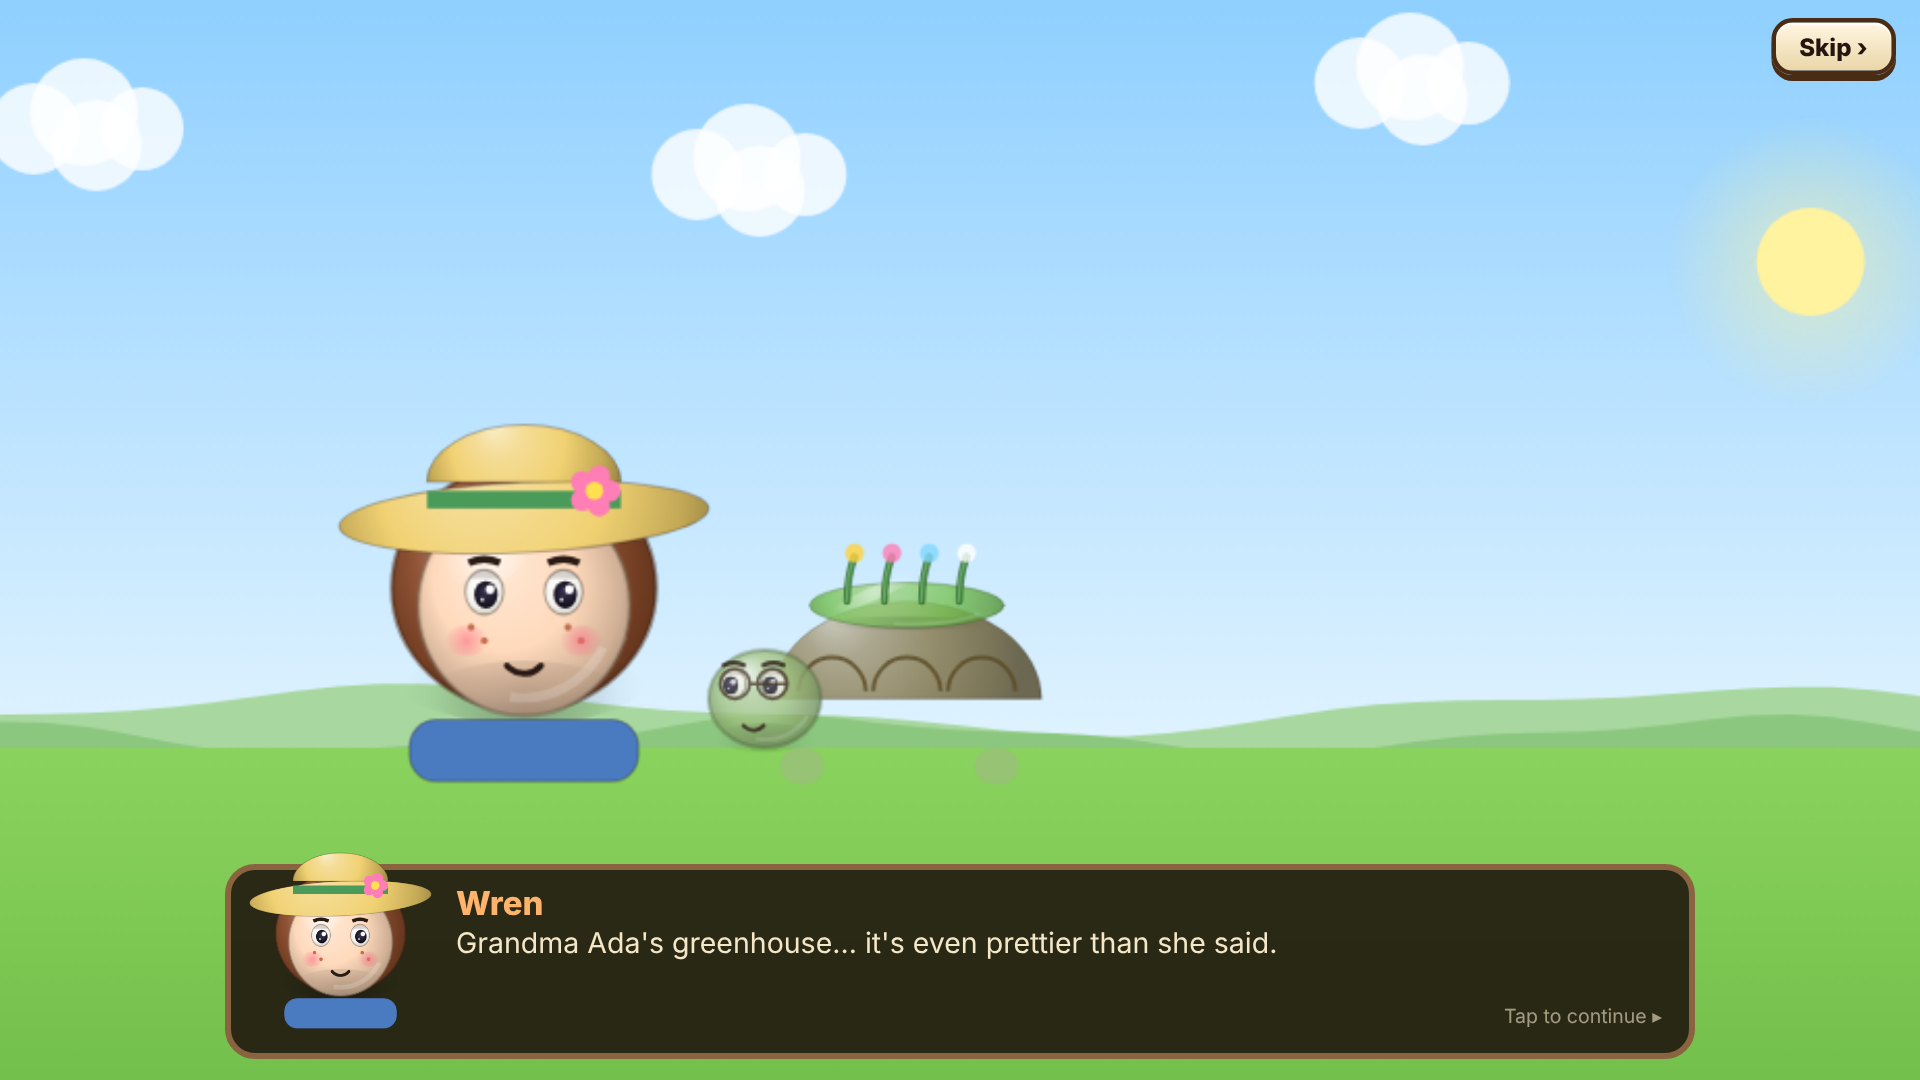 Skip ›
Wren
Grandma Ada's greenhouse... it's even prettier than she said.
Tap to continue ▸